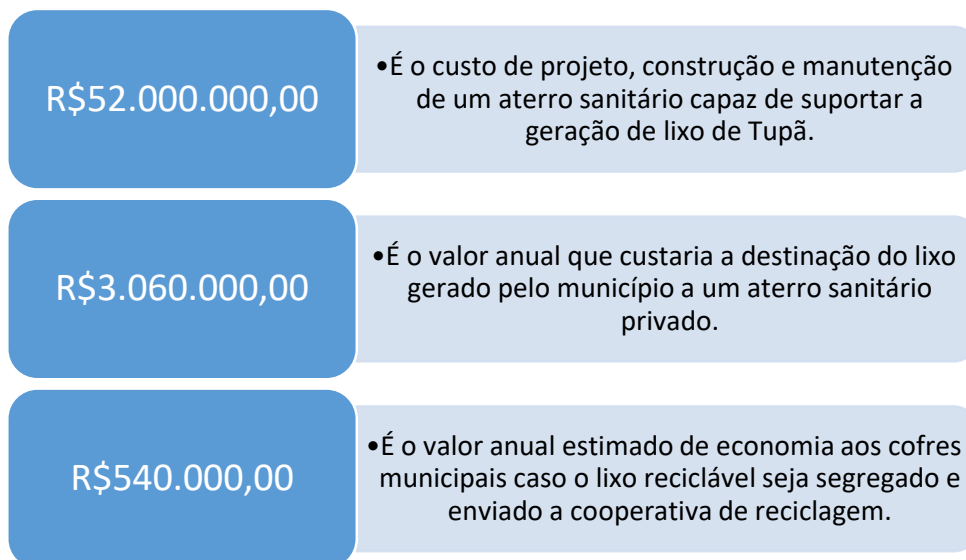 R$52.000.000,00
•É o custo de projeto, construção e manutenção
de um aterro sanitário capaz de suportar a
geração de lixo de Tupã.
R$3.060.000,00
•É o valor anual que custaria a destinação do lixo
gerado pelo município a um aterro sanitário
privado.
R$540.000,00
•É o valor anual estimado de economia aos cofres
municipais caso o lixo reciclável seja segregado e
enviado a cooperativa de reciclagem.